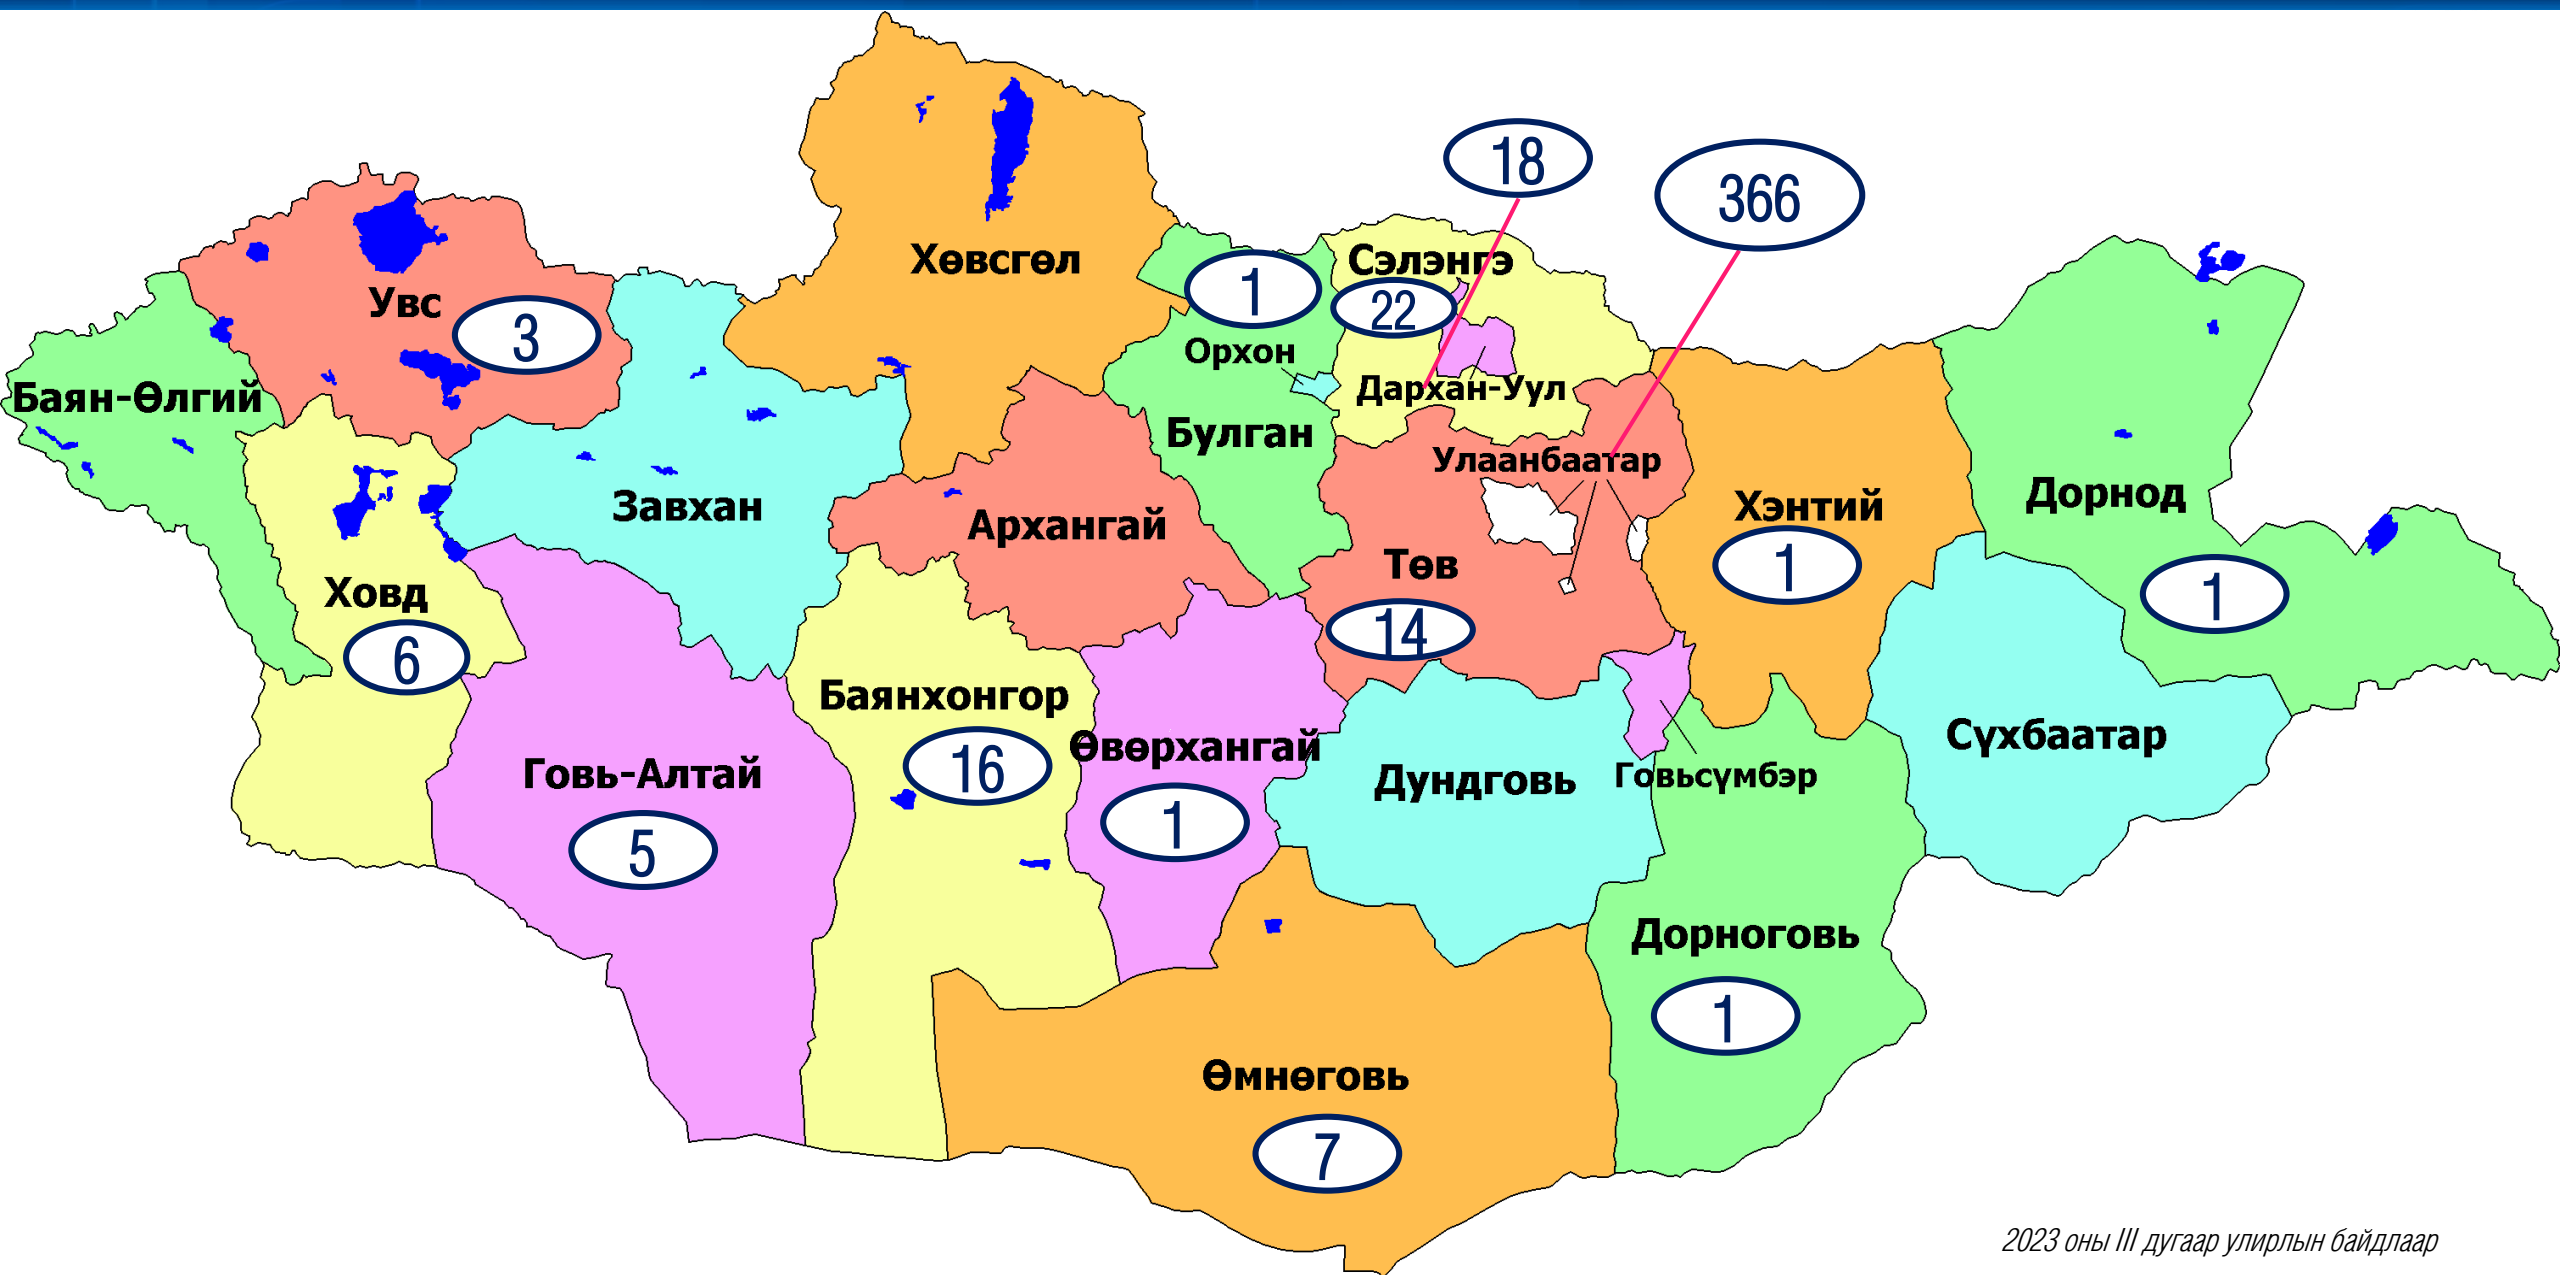 18
366
Хөвсгөл
Сэлэнгэ
1
22
Увс
3
Орхон
Дархан-Уул
Баян-Өлгий
Булган
Улаанбаатар
Завхан
Архангай
Хэнтий
1
Дорнод
1
Төв
14
Ховд
6
Баянхонгор
16
Өвөрхангай
1
Говь-Алтай
5
Дундговь
Говьсүмбэр
Сүхбаатар
Дорноговь
1
Өмнөговь
7
2023 оны III дугаар улирлын байдлаар